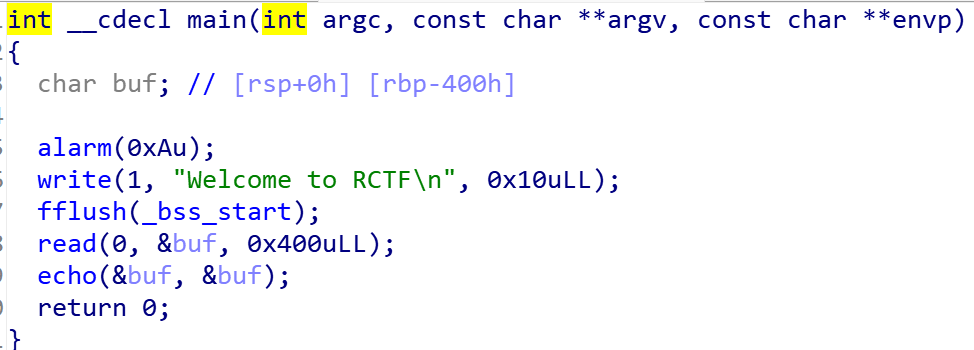 int __cdecl main(int argc, const char **argv, const char **envp)
{
char buf; // [rsp+0h] [rbp-400h]
alarm(0xAu);
write(1, "Welcome to RCTF\n", 0x10uLL);
fflush(_bss_start);
read(0, &buf, 0x400uLL);
echo(&buf, &buf);
return 0;
}